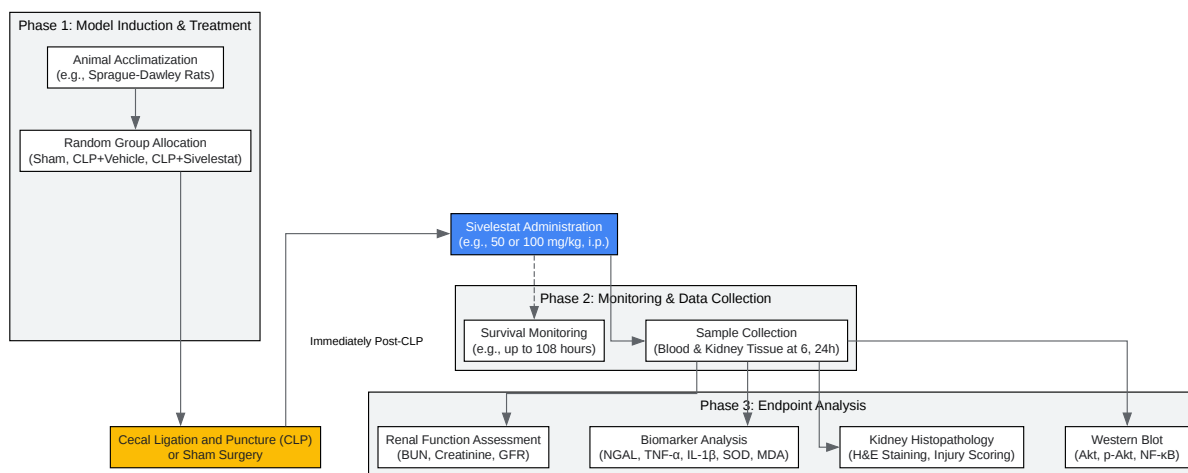 Phase 1: Model Induction & Treatment
Animal Acclimatization
(e.g., Sprague-Dawley Rats)
Random Group Allocation
(Sham, CLP+Vehicle, CLP+Sivelestat)
Sivelestat Administration
(e.g., 50 or 100 mg/kg, i.p.)
Phase 2: Monitoring & Data Collection
Survival Monitoring
(e.g., up to 108 hours)
Sample Collection
(Blood & Kidney Tissue at 6, 24h)
Immediately Post-CLP
Phase 3: Endpoint Analysis
Cecal Ligation and Puncture (CLP)
or Sham Surgery
Renal Function Assessment
(BUN, Creatinine, GFR)
Biomarker Analysis
(NGAL, TNF-α, IL-1β, SOD, MDA)
Kidney Histopathology
(H&E Staining, Injury Scoring)
Western Blot
(Akt, p-Akt, NF-κB)